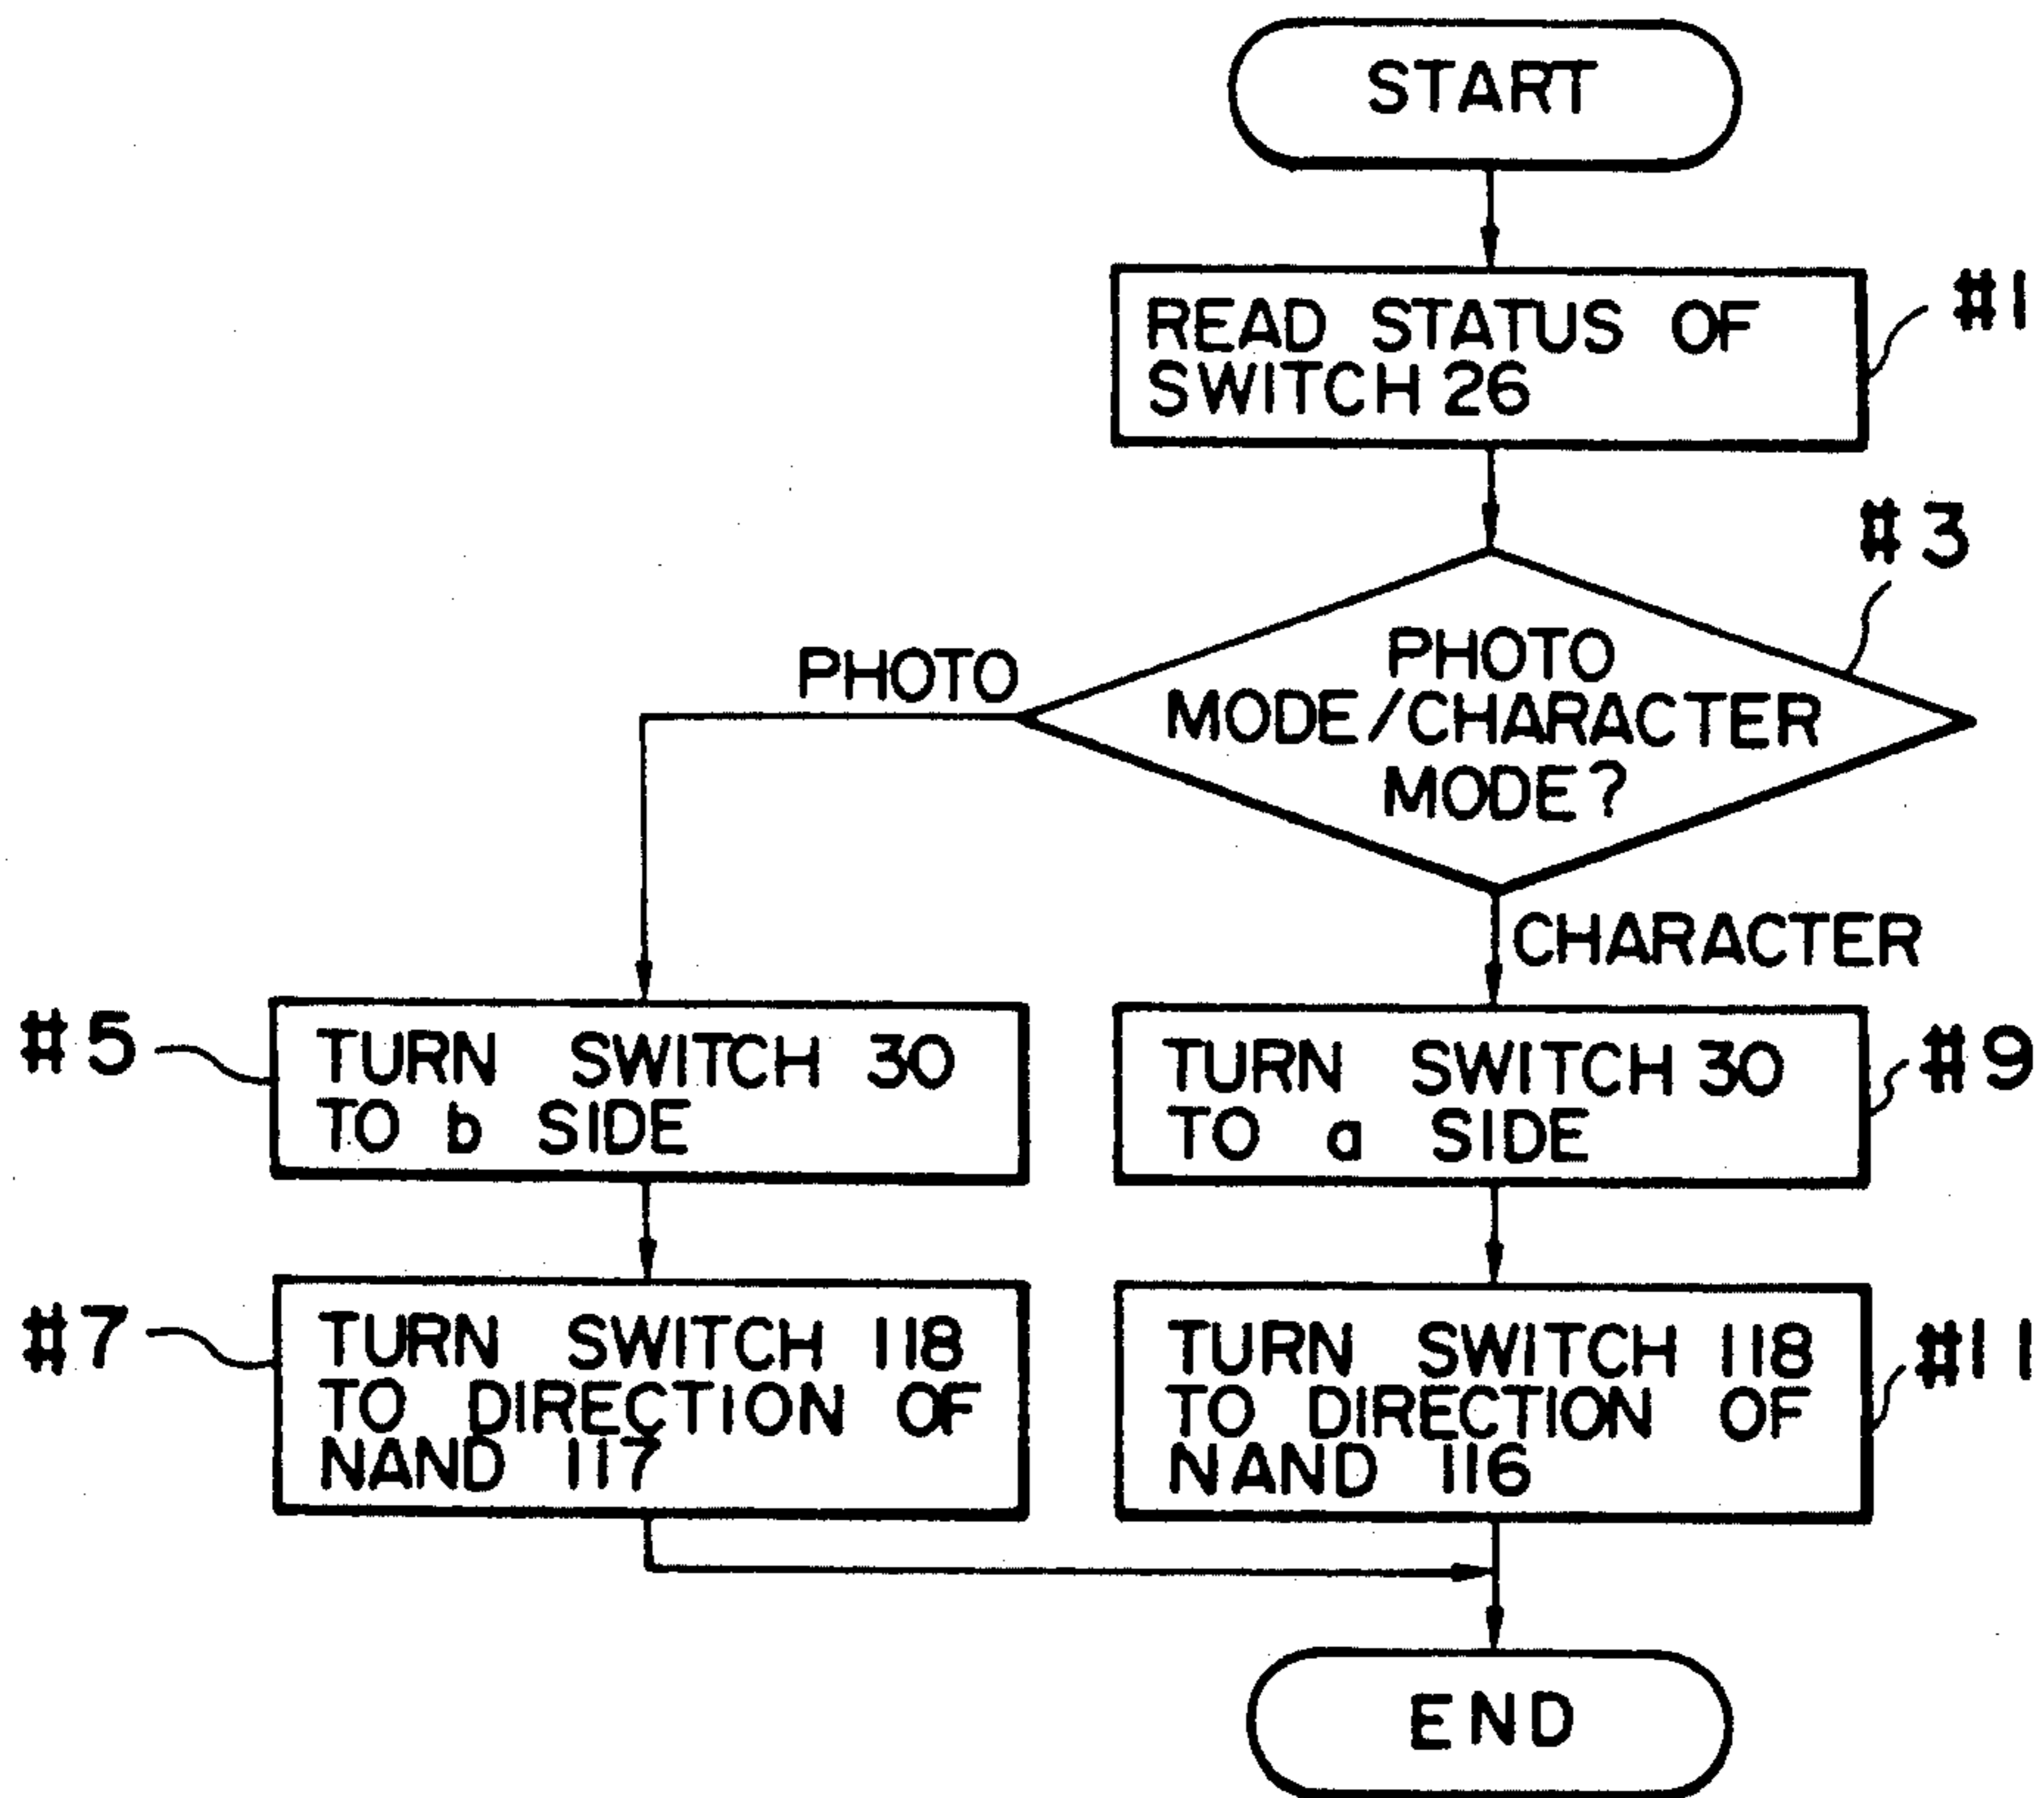 START
READ STATUS OF
SWITCH 26
#1
#3
PHOTO
MODE/CHARACTER
MODE?
PHOTO
CHARACTER
#5
TURN SWITCH 30
TO b SIDE
TURN SWITCH 30
TO a SIDE
#9
#7
TURN SWITCH 118
TO DIRECTION OF
NAND 117
TURN SWITCH 118
TO DIRECTION OF
NAND 116
#11
END